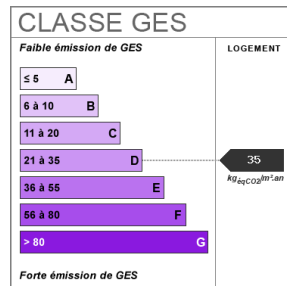 CLASSE GES
Faible émission de GES
LOGEMENT
≤ 5 A
6 à 10 B
11 à 20 C
21 à 35 D
35
kgéqCO2/m².an
36 à 55 E
56 à 80 F
> 80 G
Forte émission de GES